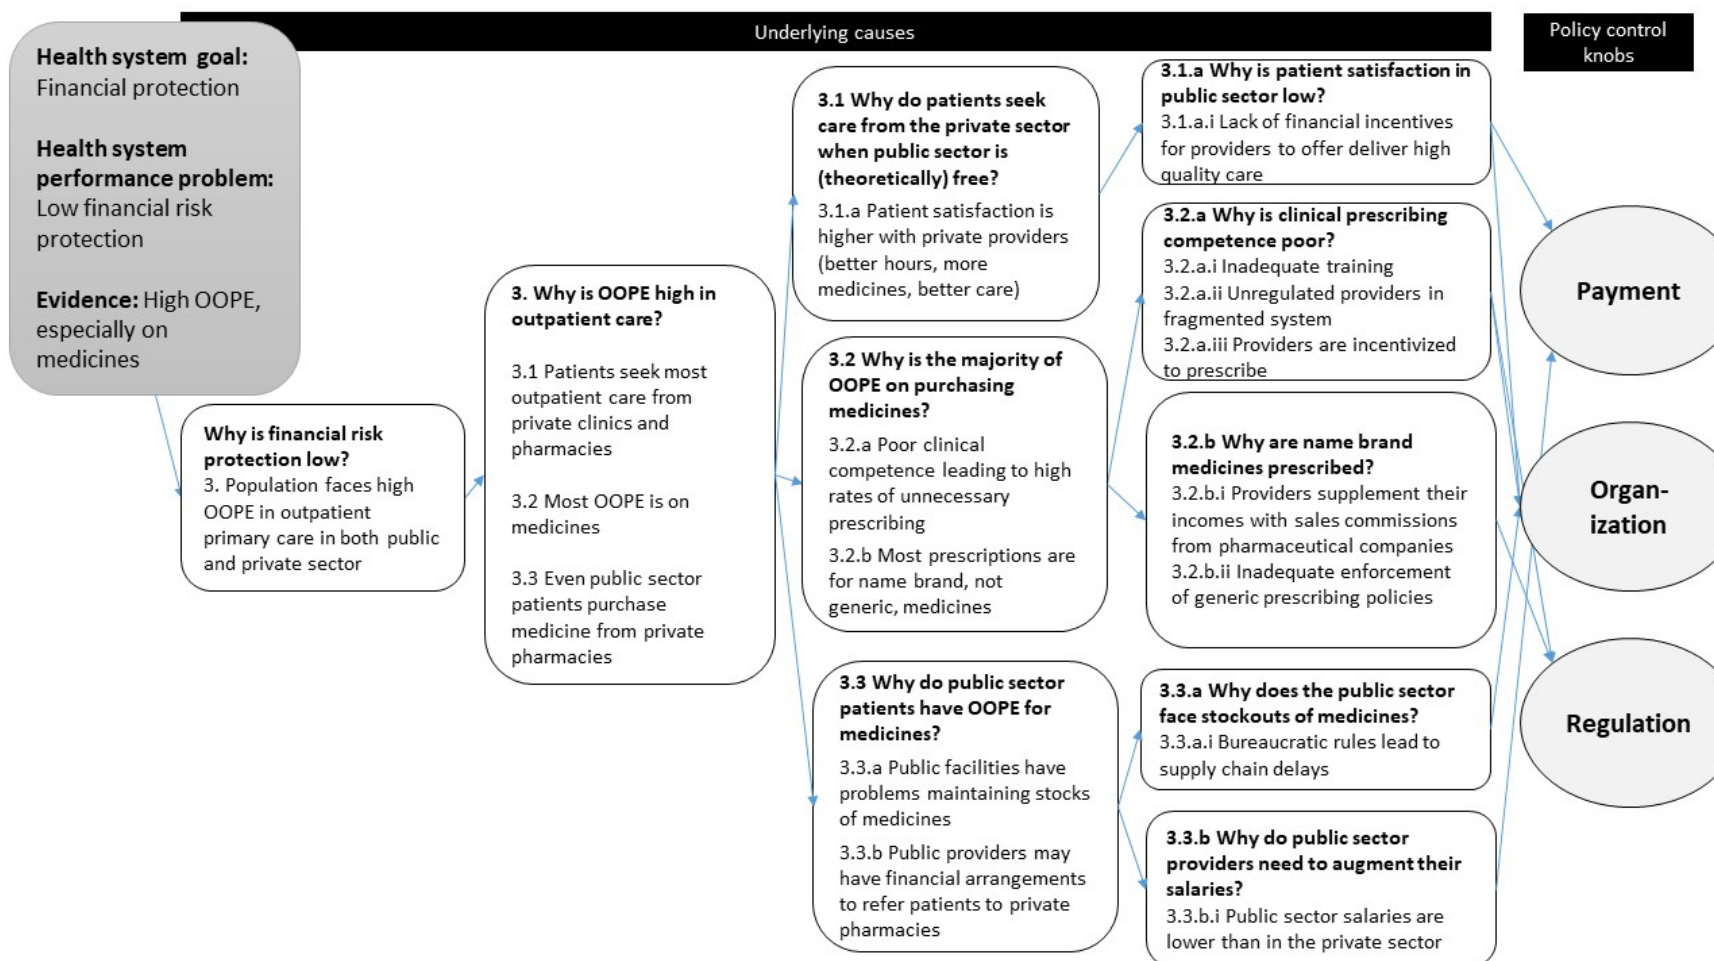 Underlying causes
Policy control
knobs
Health system goal:
Financial protection
Health system
performance problem:
Low financial risk
protection
Evidence: High OOPE,
especially on
medicines
Why is financial risk
protection low?
3. Population faces high
OOPE in outpatient
primary care in both public
and private sector
3. Why is OOPE high in
outpatient care?
3.1 Patients seek most
outpatient care from
private clinics and
pharmacies
3.2 Most OOPE is on
medicines
3.3 Even public sector
patients purchase
medicine from private
pharmacies
3.1 Why do patients seek
care from the private sector
when public sector is
(theoretically) free?
3.1.a Patient satisfaction is
higher with private providers
(better hours, more
medicines, better care)
3.2 Why is the majority of
OOPE on purchasing
medicines?
3.2.a Poor clinical
competence leading to high
rates of unnecessary
prescribing
3.2.b Most prescriptions are
for name brand, not
generic, medicines
3.3 Why do public sector
patients have OOPE for
medicines?
3.3.a Public facilities have
problems maintaining stocks
of medicines
3.3.b Public providers may
have financial arrangements
to refer patients to private
pharmacies
3.1.a Why is patient satisfaction in
public sector low?
3.1.a.i Lack of financial incentives
for providers to offer deliver high
quality care
3.2.a Why is clinical prescribing
competence poor?
3.2.a.i Inadequate training
3.2.a.ii Unregulated providers in
fragmented system
3.2.a.iii Providers are incentivized
to prescribe
3.2.b Why are name brand
medicines prescribed?
3.2.b.i Providers supplement their
incomes with sales commissions
from pharmaceutical companies
3.2.b.ii Inadequate enforcement
of generic prescribing policies
3.3.a Why does the public sector
face stockouts of medicines?
3.3.a.i Bureaucratic rules lead to
supply chain delays
3.3.b Why do public sector
providers need to augment their
salaries?
3.3.b.i Public sector salaries are
lower than in the private sector
Payment
Organ-
ization
Regulation